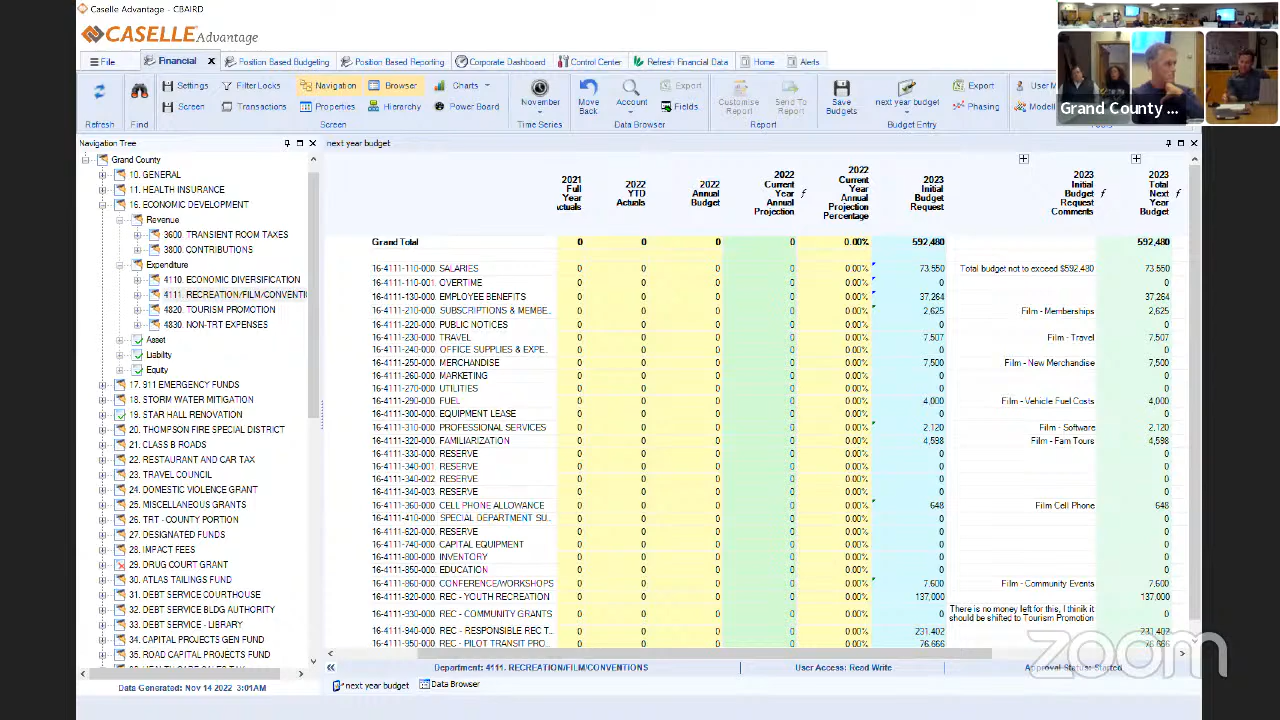 Caselle Advantage - CBAIRD
CASELLE Advantage
File
Financial X
Position Based Budgeting
Position Based Reporting
Corporate Dashboard
Control Center
Refresh Financial Data
Home
Alerts
Settings Filter Locks Navigation Browser Charts Export
Screen Transactions Properties Hierarchy Power Board Fields Phasing
Refresh Find November Move Back Account Customise Report Send To Report Save Budgets next year budget Export User M
Modell
Screen Time Series Data Browser Report Budget Entry
Grand County ...
Navigation Tree
next year budget
Grand County
10. GENERAL
11. HEALTH INSURANCE
16. ECONOMIC DEVELOPMENT
Revenue
3600. TRANSIENT ROOM TAXES
3800. CONTRIBUTIONS
Expenditure
4110. ECONOMIC DIVERSIFICATION
4111. RECREATION/FILM/CONVENTI
4820. TOURISM PROMOTION
4830. NON-TRT EXPENSES
Asset
Liability
Equity
17. 911 EMERGENCY FUNDS
18. STORM WATER MITIGATION
19. STAR HALL RENOVATION
20. THOMPSON FIRE SPECIAL DISTRICT
21. CLASS B ROADS
22. RESTAURANT AND CAR TAX
23. TRAVEL COUNCIL
24. DOMESTIC VIOLENCE GRANT
25. MISCELLANEOUS GRANTS
26. TRT - COUNTY PORTION
27. DESIGNATED FUNDS
28. IMPACT FEES
29. DRUG COURT GRANT
30. ATLAS TAILINGS FUND
31. DEBT SERVICE COURTHOUSE
32. DEBT SERVICE BLDG AUTHORITY
33. DEBT SERVICE - LIBRARY
34. CAPITAL PROJECTS GEN FUND
35. ROAD CAPITAL PROJECTS FUND
Data Generated: Nov 14 2022 3:01AM
2021 Full Year Actuals
2022 YTD Actuals
2022 Annual Budget
2022 Current Year Annual Projection
2022 Current Year Annual Projection Percentage
2023 Initial Budget Request
2023 Initial Budget Request Comments
2023 Total Next Year Budget
Grand Total 0 0 0 0 0.00% 592,480 592,480
16-4111-110-000. SALARIES 0 0 0 0 0.00% 73,550 Total budget not to exceed $592,480 73,550
16-4111-110-001. OVERTIME 0 0 0 0 0.00% 0 0
16-4111-130-000. EMPLOYEE BENEFITS 0 0 0 0 0.00% 37,264 37,264
16-4111-210-000. SUBSCRIPTIONS & MEMBE... 0 0 0 0 0.00% 2,625 Film - Memberships 2,625
16-4111-220-000. PUBLIC NOTICES 0 0 0 0 0.00% 0 0
16-4111-230-000. TRAVEL 0 0 0 0 0.00% 7,507 Film - Travel 7,507
16-4111-240-000. OFFICE SUPPLIES & EXPE... 0 0 0 0 0.00% 0 0
16-4111-250-000. MERCHANDISE 0 0 0 0 0.00% 7,500 Film - New Merchandise 7,500
16-4111-260-000. MARKETING 0 0 0 0 0.00% 0 0
16-4111-270-000. UTILITIES 0 0 0 0 0.00% 0 0
16-4111-290-000. FUEL 0 0 0 0 0.00% 4,000 Film - Vehicle Fuel Costs 4,000
16-4111-300-000. EQUIPMENT LEASE 0 0 0 0 0.00% 0 0
16-4111-310-000. PROFESSIONAL SERVICES 0 0 0 0 0.00% 2,120 Film - Software 2,120
16-4111-320-000. FAMILIARIZATION 0 0 0 0 0.00% 4,598 Film - Fam Tours 4,598
16-4111-330-000. RESERVE 0 0 0 0 0.00% 0 0
16-4111-340-001. RESERVE 0 0 0 0 0.00% 0 0
16-4111-340-002. RESERVE 0 0 0 0 0.00% 0 0
16-4111-340-003. RESERVE 0 0 0 0 0.00% 0 0
16-4111-360-000. CELL PHONE ALLOWANCE 0 0 0 0 0.00% 648 Film Cell Phone 648
16-4111-410-000. SPECIAL DEPARTMENT SU... 0 0 0 0 0.00% 0 0
16-4111-620-000. RESERVE 0 0 0 0 0.00% 0 0
16-4111-740-000. CAPITAL EQUIPMENT 0 0 0 0 0.00% 0 0
16-4111-800-000. INVENTORY 0 0 0 0 0.00% 0 0
16-4111-850-000. EDUCATION 0 0 0 0 0.00% 0 0
16-4111-860-000. CONFERENCE/WORKSHOPS 0 0 0 0 0.00% 7,600 Film - Community Events 7,600
16-4111-920-000. REC - YOUTH RECREATION 0 0 0 0 0.00% 137,000 137,000
16-4111-930-000. REC - COMMUNITY GRANTS 0 0 0 0 0.00% 0 There is no money left for this, I thinik it should be shifted to Tourism Promotion 0
16-4111-940-000. REC - RESPONSIBLE REC T... 0 0 0 0 0.00% 231,402 231,402
16-4111-950-000. REC - PILOT TRANSIT PRO... 0 0 0 0 0.00% 76,666 76,666
Department: 4111. RECREATION/FILM/CONVENTIONS
User Access: Read Write
Approval Status: Started
next year budget
Data Browser
zoom